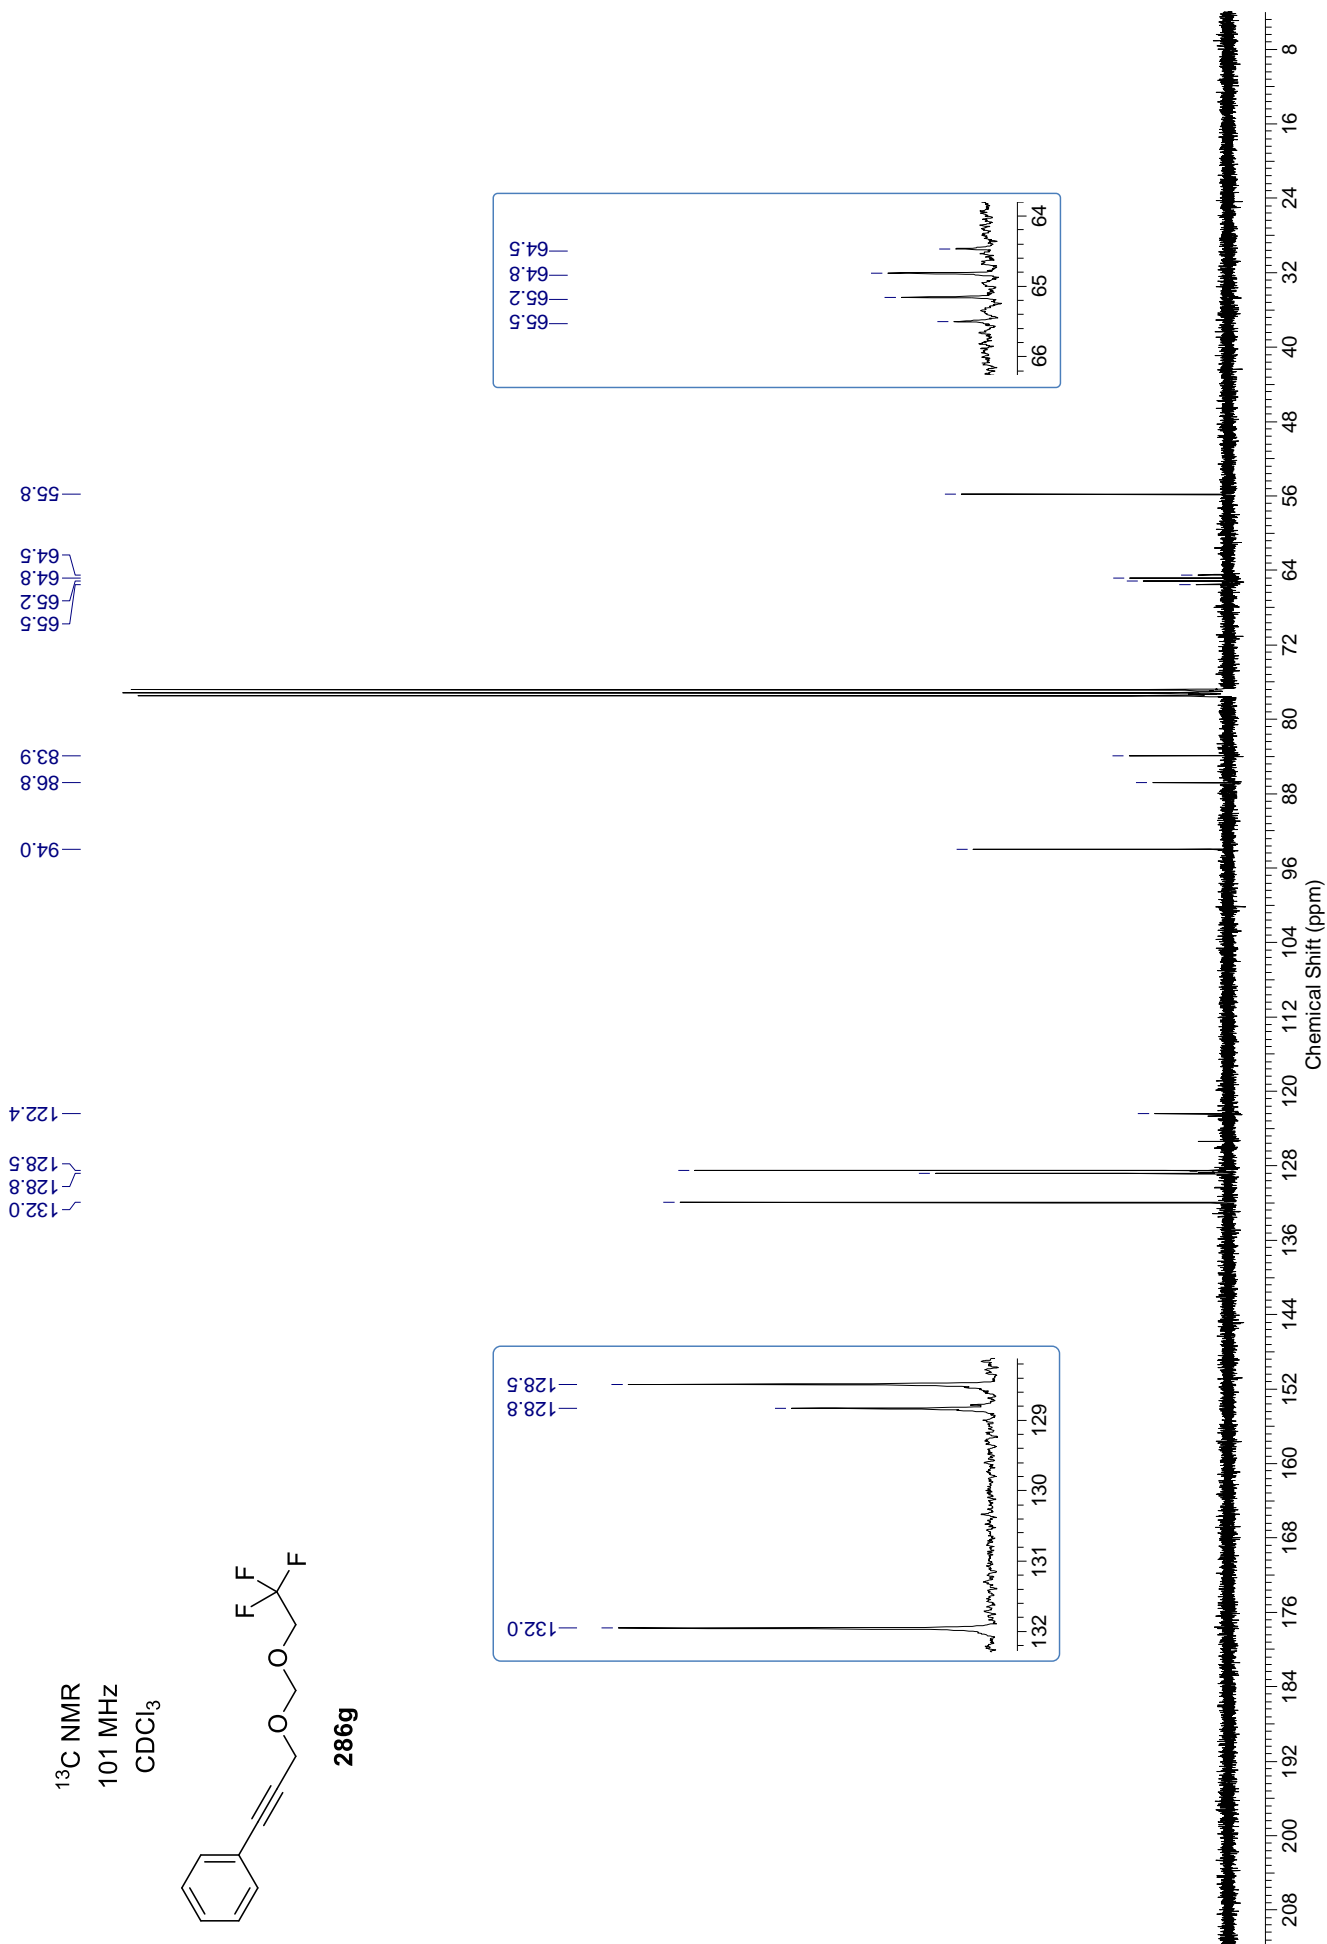 ¹³C NMR
101 MHz
CDCl₃
F
F
F
O
O
286g
132.0
128.8
128.5
122.4
94.0
86.8
83.9
65.5
65.2
64.8
64.5
55.8
132.0
128.8
128.5
132 131 130 129
65.5
65.2
64.8
64.5
66 65 64
208 200 192 184 176 168 160 152 144 136 128 120 112 104 96 88 80 72 64 56 48 40 32 24 16 8
Chemical Shift (ppm)